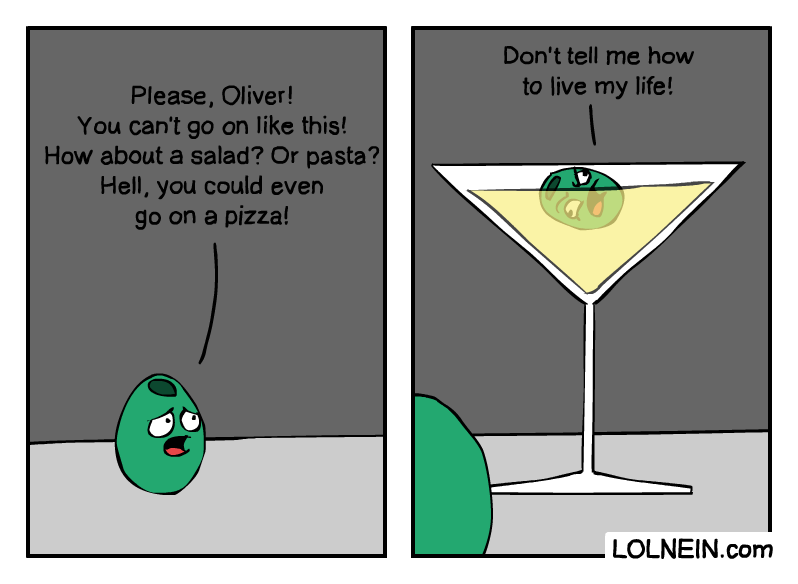 Please, Oliver!
You can't go on like this!
How about a salad? Or pasta?
Hell, you could even
go on a pizza!
Don't tell me how
to live my life!
LOLNEIN.com